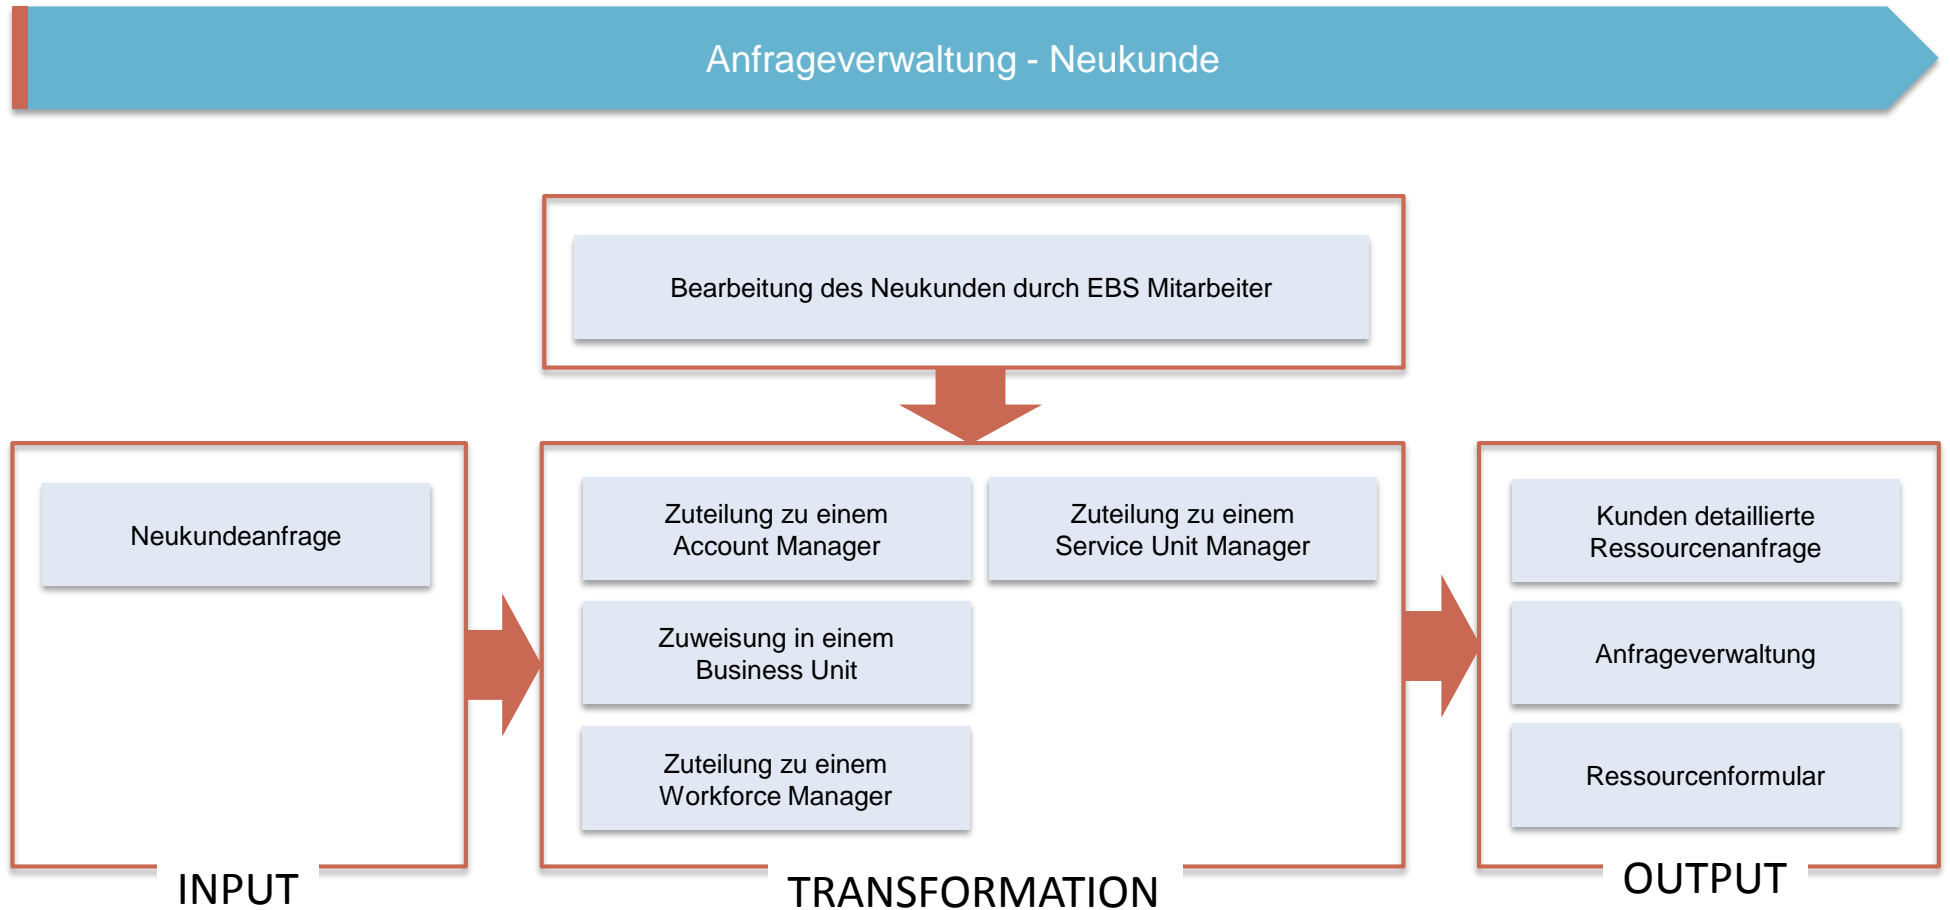 Anfrageverwaltung - Neukunde
Bearbeitung des Neukunden durch EBS Mitarbeiter
Neukundeanfrage
INPUT
Zuteilung zu einem
Account Manager
Zuteilung zu einem
Service Unit Manager
Zuweisung in einem
Business Unit
Zuteilung zu einem
Workforce Manager
TRANSFORMATION
Kunden detaillierte
Ressourcenanfrage
Anfrageverwaltung
Ressourcenformular
OUTPUT